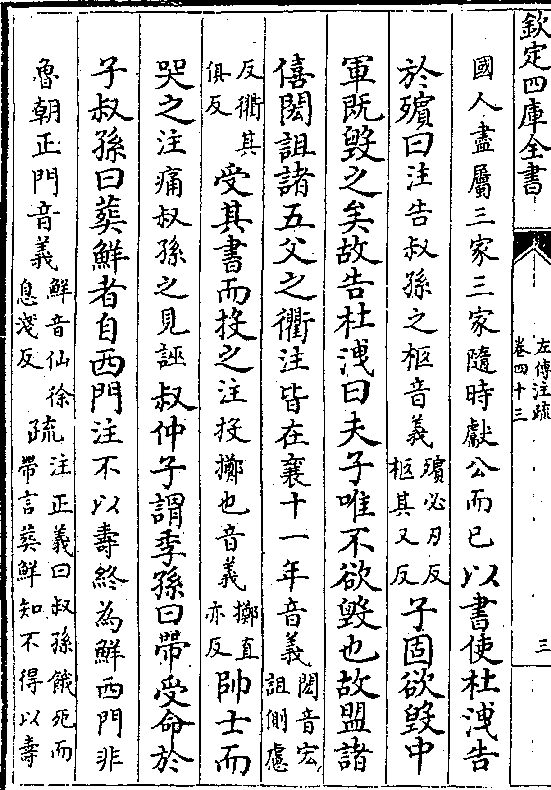 欽定四庫全書
左傳注疏
卷四十三
三
國人盡屬三家三家隨時獻公而已以書使杜洩告
於殯曰注告叔孫之柩音義殯必刃反
柩其又反子固欲毀中
軍既毀之矣故告杜洩曰夫子唯不欲毀也故盟諸
僖閎詛諸五父之衢注皆在襄十一年音義閎音宏
詛側慮
反衢其
俱反受其書而投之注投擲也音義擲直
亦反帥士而
哭之注痛叔孫之見誣叔仲子謂季孫曰帶受命於
子叔孫曰葬鮮者自西門注不以壽終為鮮西門非
魯朝正門音義鮮音仙徐
息淺反疏注正義曰叔孫餓死而
帶言葬鮮知不得以壽